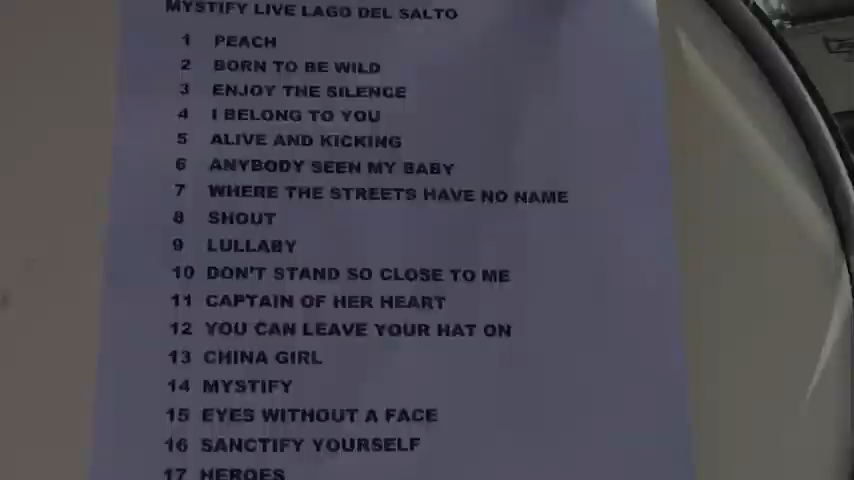 MYSTIFY LIVE LAGO DEL SALTO
1 PEACH
2 BORN TO BE WILD
3 ENJOY THE SILENCE
4 I BELONG TO YOU
5 ALIVE AND KICKING
6 ANYBODY SEEN MY BABY
7 WHERE THE STREETS HAVE NO NAME
8 SHOUT
9 LULLABY
10 DON'T STAND SO CLOSE TO ME
11 CAPTAIN OF HER HEART
12 YOU CAN LEAVE YOUR HAT ON
13 CHINA GIRL
14 MYSTIFY
15 EYES WITHOUT A FACE
16 SANCTIFY YOURSELF
17 HEROES